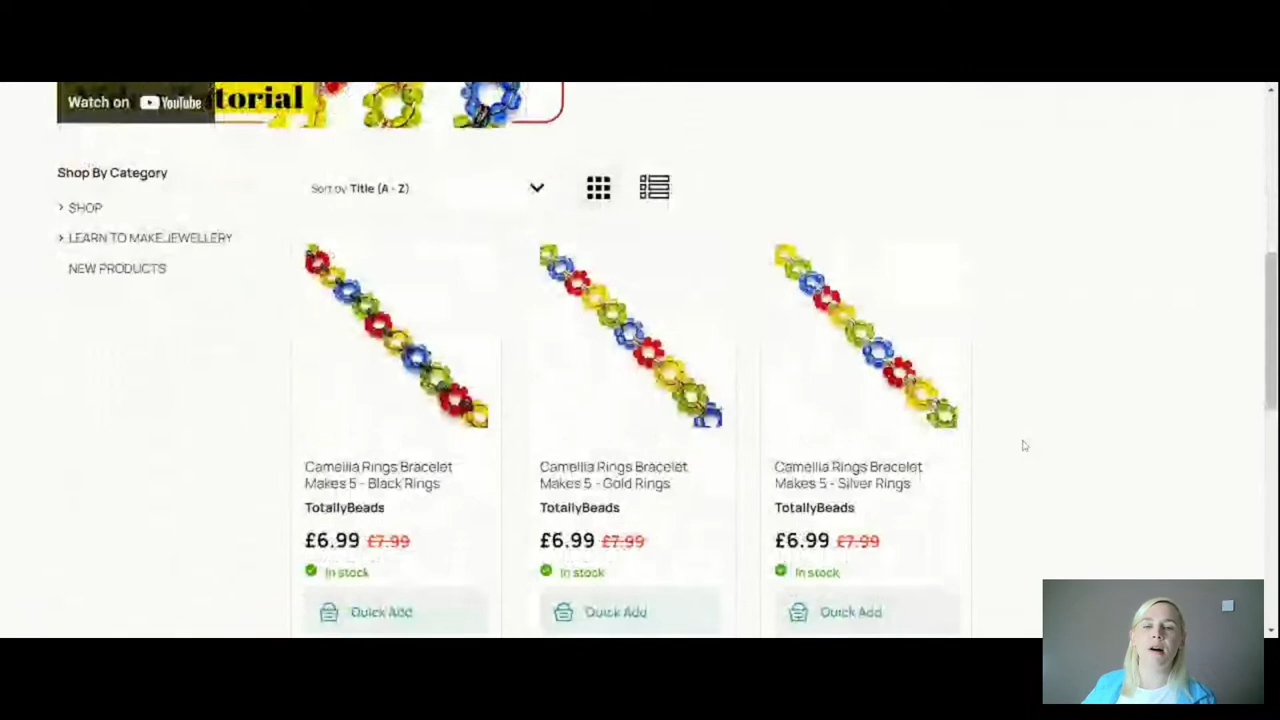 Watch on YouTube torial
Shop By Category
Sort by Title (A - Z)
SHOP
LEARN TO MAKE JEWELLERY
NEW PRODUCTS
Camellia Rings Bracelet
Makes 5 - Black Rings
TotallyBeads
£6.99 £7.99
In stock
Quick Add
Camellia Rings Bracelet
Makes 5 - Gold Rings
TotallyBeads
£6.99 £7.99
In stock
Quick Add
Camellia Rings Bracelet
Makes 5 - Silver Rings
TotallyBeads
£6.99 £7.99
In stock
Quick Add